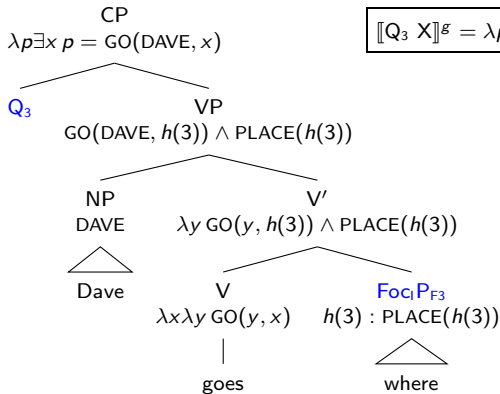 CP
λp∃x p = GO(DAVE, x)
⟦Q₃ X⟧ᵍ = λp
Q₃
VP
GO(DAVE, h(3)) ∧ PLACE(h(3))
NP
V′
DAVE
λy GO(y, h(3)) ∧ PLACE(h(3))
Dave
V
FocᵢP_F3
λxλy GO(y, x)
h(3) : PLACE(h(3))
goes
where